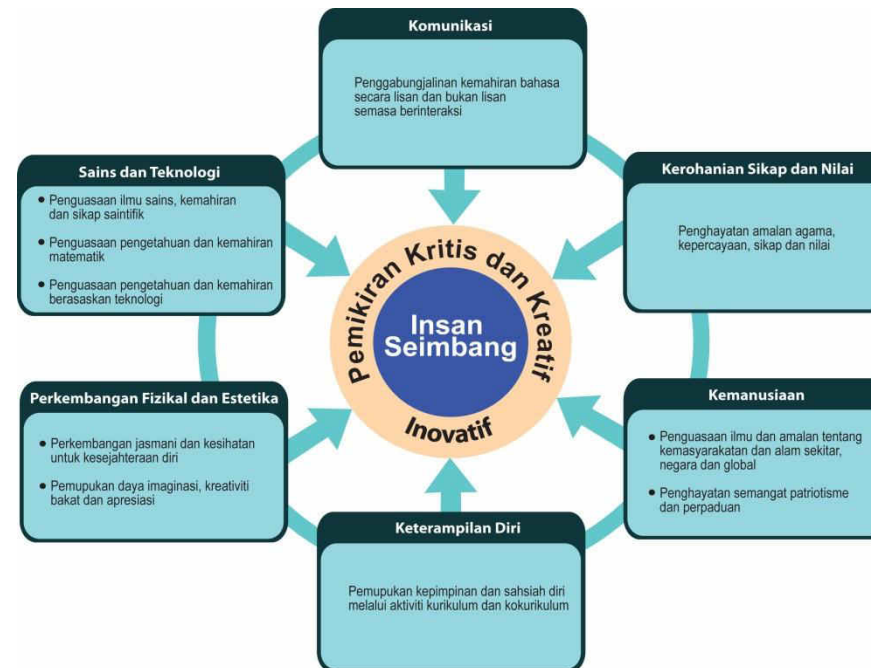 Komunikasi
Penggabungjalinan kemahiran bahasa
secara lisan dan bukan lisan
semasa berinteraksi
Sains dan Teknologi
• Penguasaan ilmu sains, kemahiran
dan sikap saintifik
• Penguasaan pengetahuan dan kemahiran
matematik
• Penguasaan pengetahuan dan kemahiran
berasaskan teknologi
Kerohanian Sikap dan Nilai
Penghayatan amalan agama,
kepercayaan, sikap dan nilai
Pemikiran Kritis dan Kreatif
Insan
Seimbang
Inovatif
Perkembangan Fizikal dan Estetika
• Perkembangan jasmani dan kesihatan
untuk kesejahteraan diri
• Pemupukan daya imaginasi, kreativiti
bakat dan apresiasi
Kemanusiaan
• Penguasaan ilmu dan amalan tentang
kemasyarakatan dan alam sekitar,
negara dan global
• Penghayatan semangat patriotisme
dan perpaduan
Keterampilan Diri
Pemupukan kepimpinan dan sahsiah diri
melalui aktiviti kurikulum dan kokurikulum